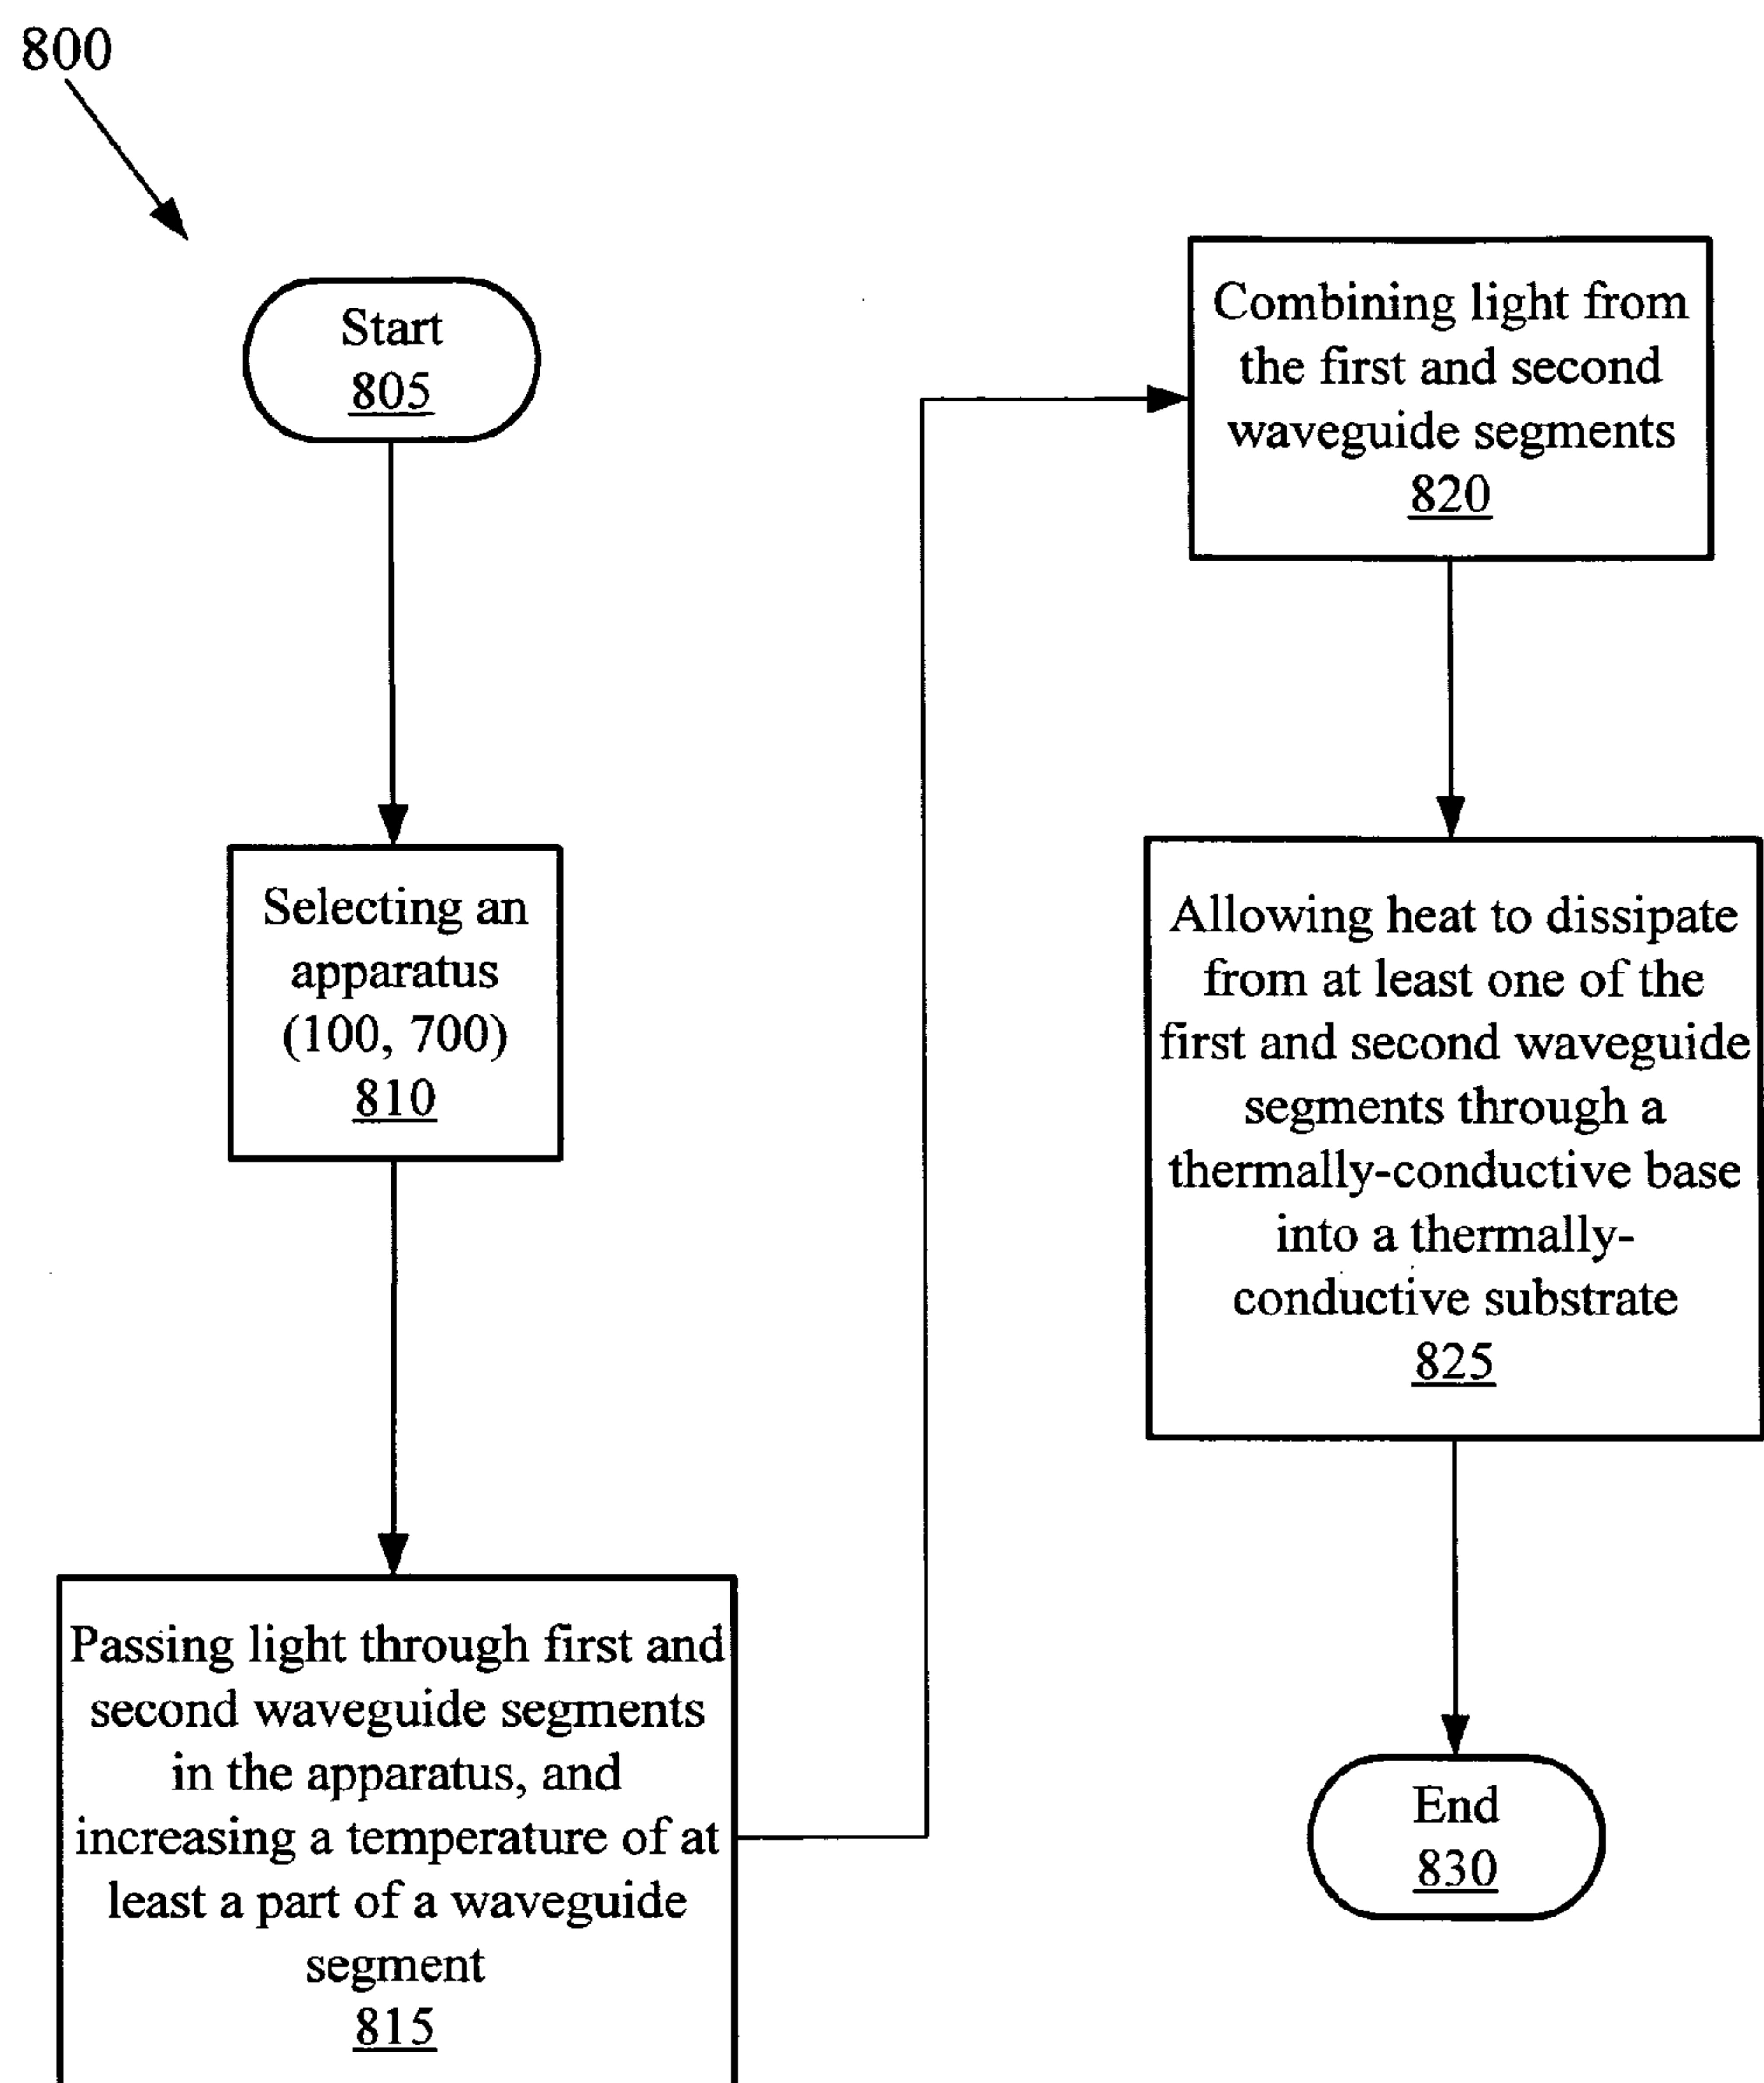 800
Start
805
Selecting an
apparatus
(100, 700)
810
Passing light through first and
second waveguide segments
in the apparatus, and
increasing a temperature of at
least a part of a waveguide
segment
815
Combining light from
the first and second
waveguide segments
820
Allowing heat to dissipate
from at least one of the
first and second waveguide
segments through a
thermally-conductive base
into a thermally-
conductive substrate
825
End
830